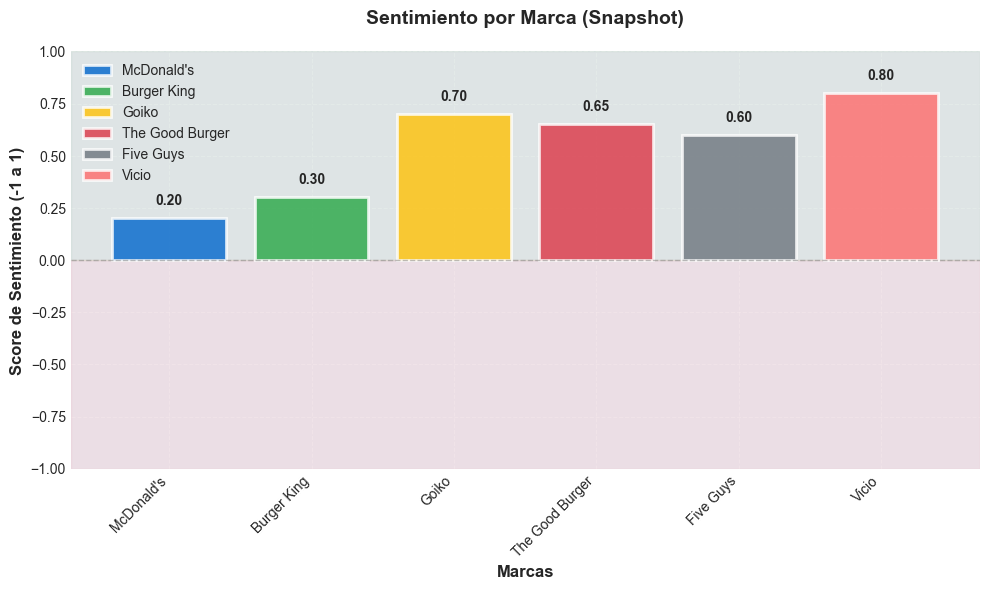 Sentimiento por Marca (Snapshot)
Score de Sentimiento (-1 a 1)
1.00
0.75
0.50
0.25
0.00
−0.25
−0.50
−0.75
−1.00
McDonald's
Burger King
Goiko
The Good Burger
Five Guys
Vicio
0.20
0.30
0.70
0.65
0.60
0.80
McDonald's
Burger King
Goiko
The Good Burger
Five Guys
Vicio
Marcas